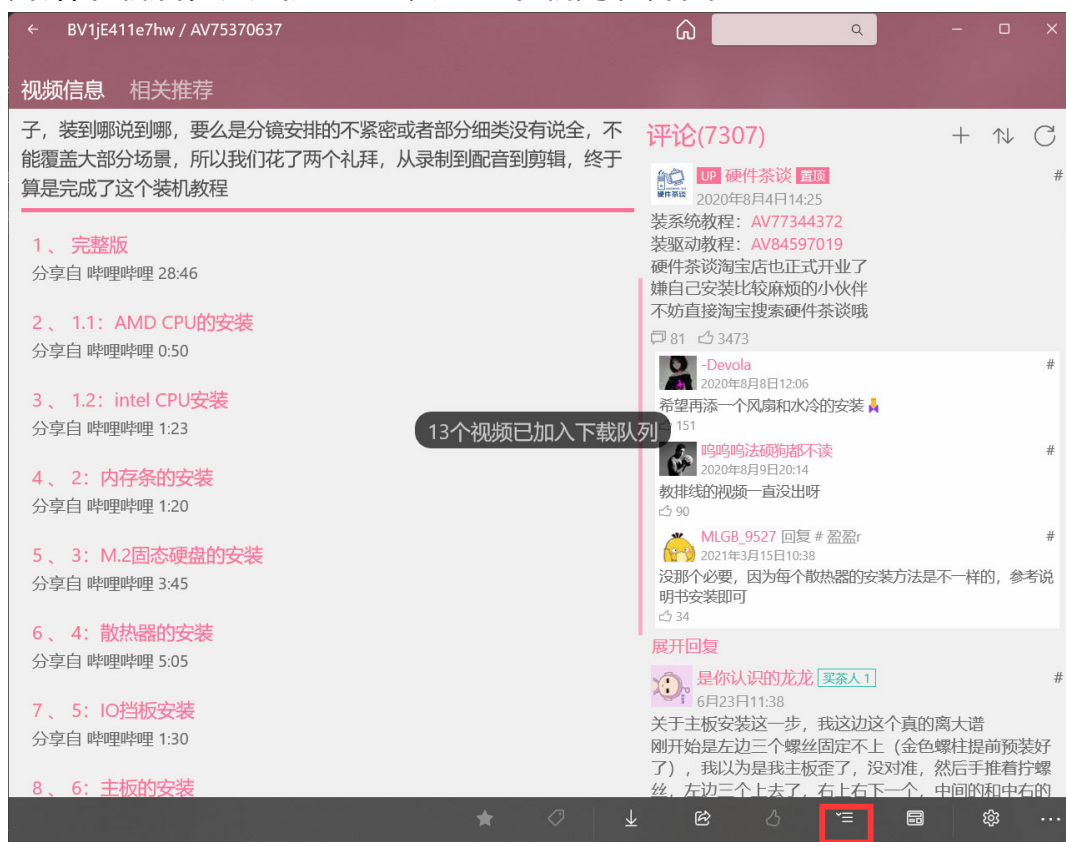 BV1jE411e7hw / AV75370637
视频信息 相关推荐
子，装到哪说到哪，要么是分镜安排的不紧密或者部分细类没有说全，不
能覆盖大部分场景，所以我们花了两个礼拜，从录制到配音到剪辑，终于
算是完成了这个装机教程
1、 完整版
分享自 哔哩哔哩 28:46
2、 1.1：AMD CPU的安装
分享自 哔哩哔哩 0:50
3、 1.2：intel CPU安装
分享自 哔哩哔哩 1:23
4、 2：内存条的安装
分享自 哔哩哔哩 1:20
5、 3：M.2固态硬盘的安装
分享自 哔哩哔哩 3:45
6、 4：散热器的安装
分享自 哔哩哔哩 5:05
7、 5：IO挡板安装
分享自 哔哩哔哩 1:30
8、 6：主板的安装
13个视频已加入下载队列
评论(7307)
UP 硬件茶谈 置顶 #
硬件茶谈
2020年8月4日14:25
装系统教程：AV77344372
装驱动教程：AV84597019
硬件茶谈淘宝店也正式开业了
嫌自己安装比较麻烦的小伙伴
不妨直接淘宝搜索硬件茶谈哦
81 3473
-Devola #
2020年8月8日12:06
希望再添一个风扇和水冷的安装
151
呜呜呜法硕狗都不读 #
2020年8月9日20:14
教排线的视频一直没出呀
90
MLGB_9527 回复 # 盈盈r #
2021年3月15日10:38
没那个必要，因为每个散热器的安装方法是不一样的，参考说
明书安装即可
34
展开回复
是你认识的龙龙 买茶人 1 #
6月23日11:38
关于主板安装这一步，我这边这个真的离大谱
刚开始是左边三个螺丝固定不上（金色螺柱提前预装好
了），我以为是我主板歪了，没对准，然后手推着拧螺
丝，左边三个上去了，右上右下一个，中间的和中右的